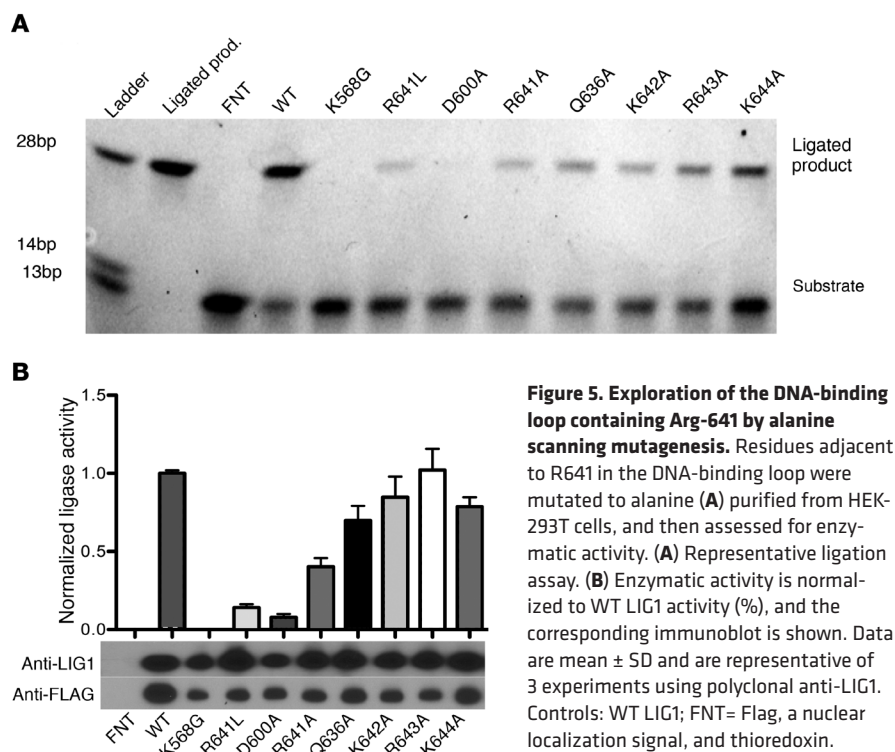 A
Ladder
Ligated prod.
FNT
WT
K568G
R641L
D600A
R641A
Q636A
K642A
R643A
K644A
28bp
14bp
13bp
Ligated
product
Substrate
B
Normalized ligase activity
1.5
1.0
0.5
0.0
Anti-LIG1
Anti-FLAG
FNT
WT
K568G
R641L
D600A
R641A
Q636A
K642A
R643A
K644A
Figure 5. Exploration of the DNA-binding
loop containing Arg-641 by alanine
scanning mutagenesis. Residues adjacent
to R641 in the DNA-binding loop were
mutated to alanine (A) purified from HEK-
293T cells, and then assessed for enzy-
matic activity. (A) Representative ligation
assay. (B) Enzymatic activity is normal-
ized to WT LIG1 activity (%), and the
corresponding immunoblot is shown. Data
are mean ± SD and are representative of
3 experiments using polyclonal anti-LIG1.
Controls: WT LIG1; FNT= Flag, a nuclear
localization signal, and thioredoxin.